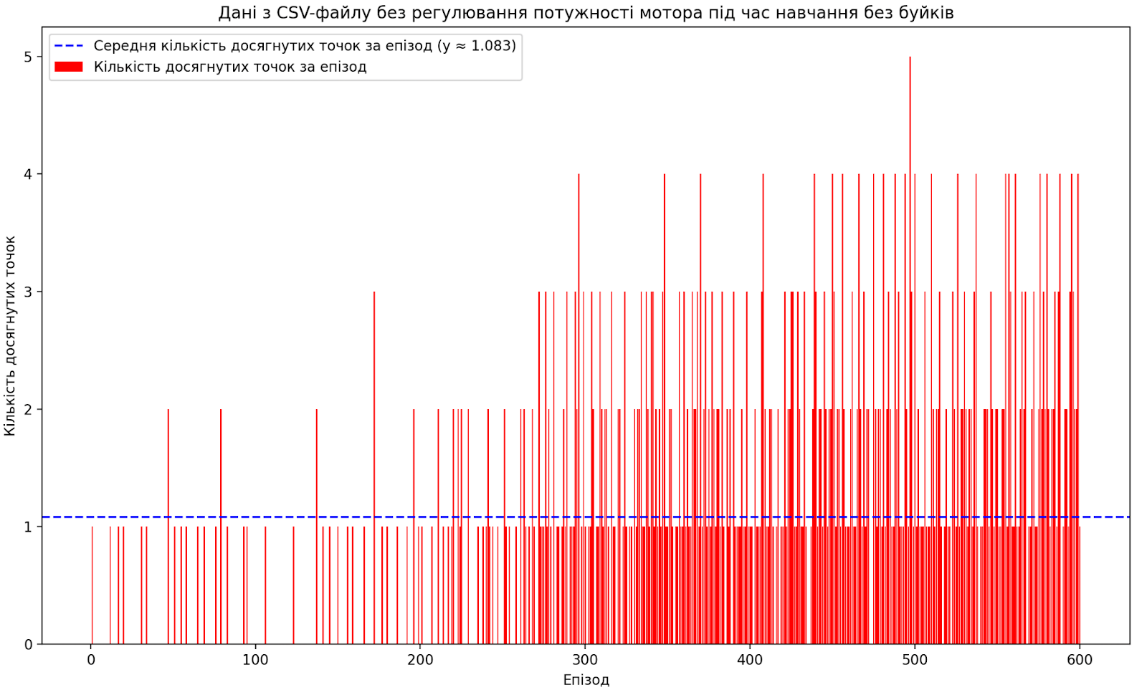 Дані з CSV-файлу без регулювання потужності мотора під час навчання без буйків
Середня кількість досягнутих точок за епізод (y ≈ 1.083)
Кількість досягнутих точок за епізод
Кількість досягнутих точок
5
4
3
2
1
0
0 100 200 300 400 500 600
Епізод